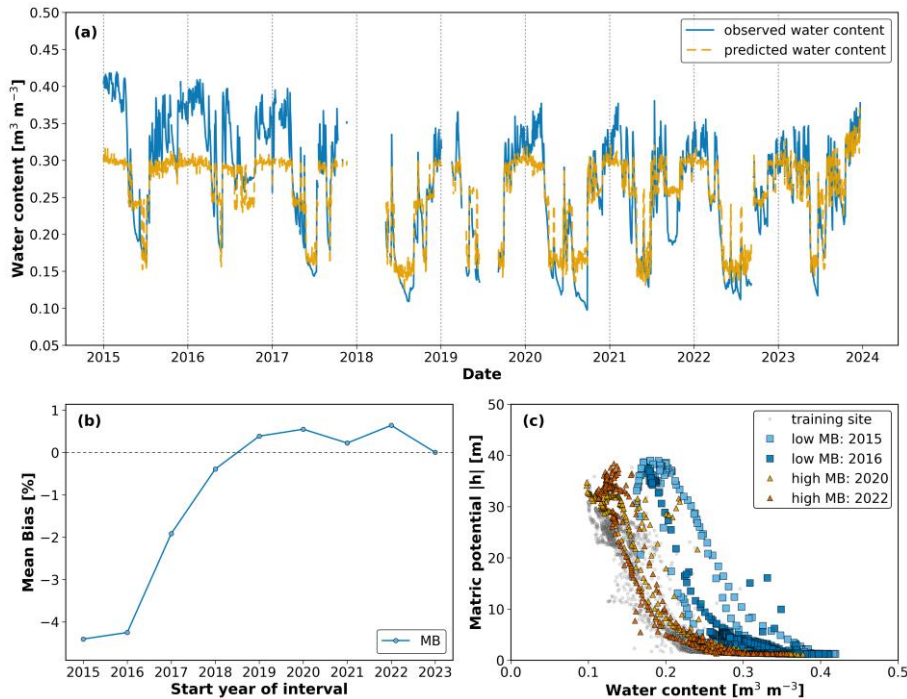 (a)
observed water content
predicted water content
Water content [m³ m⁻³]
0.50
0.45
0.40
0.35
0.30
0.25
0.20
0.15
0.10
0.05
2015 2016 2017 2018 2019 2020 2021 2022 2023 2024
Date
(b)
Mean Bias [%]
1
0
−1
−2
−3
−4
MB
2015 2016 2017 2018 2019 2020 2021 2022 2023
Start year of interval
(c)
training site
low MB: 2015
low MB: 2016
high MB: 2020
high MB: 2022
Matric potential |h| [m]
50
40
30
20
10
0
0.0 0.1 0.2 0.3 0.4 0.5
Water content [m³ m⁻³]